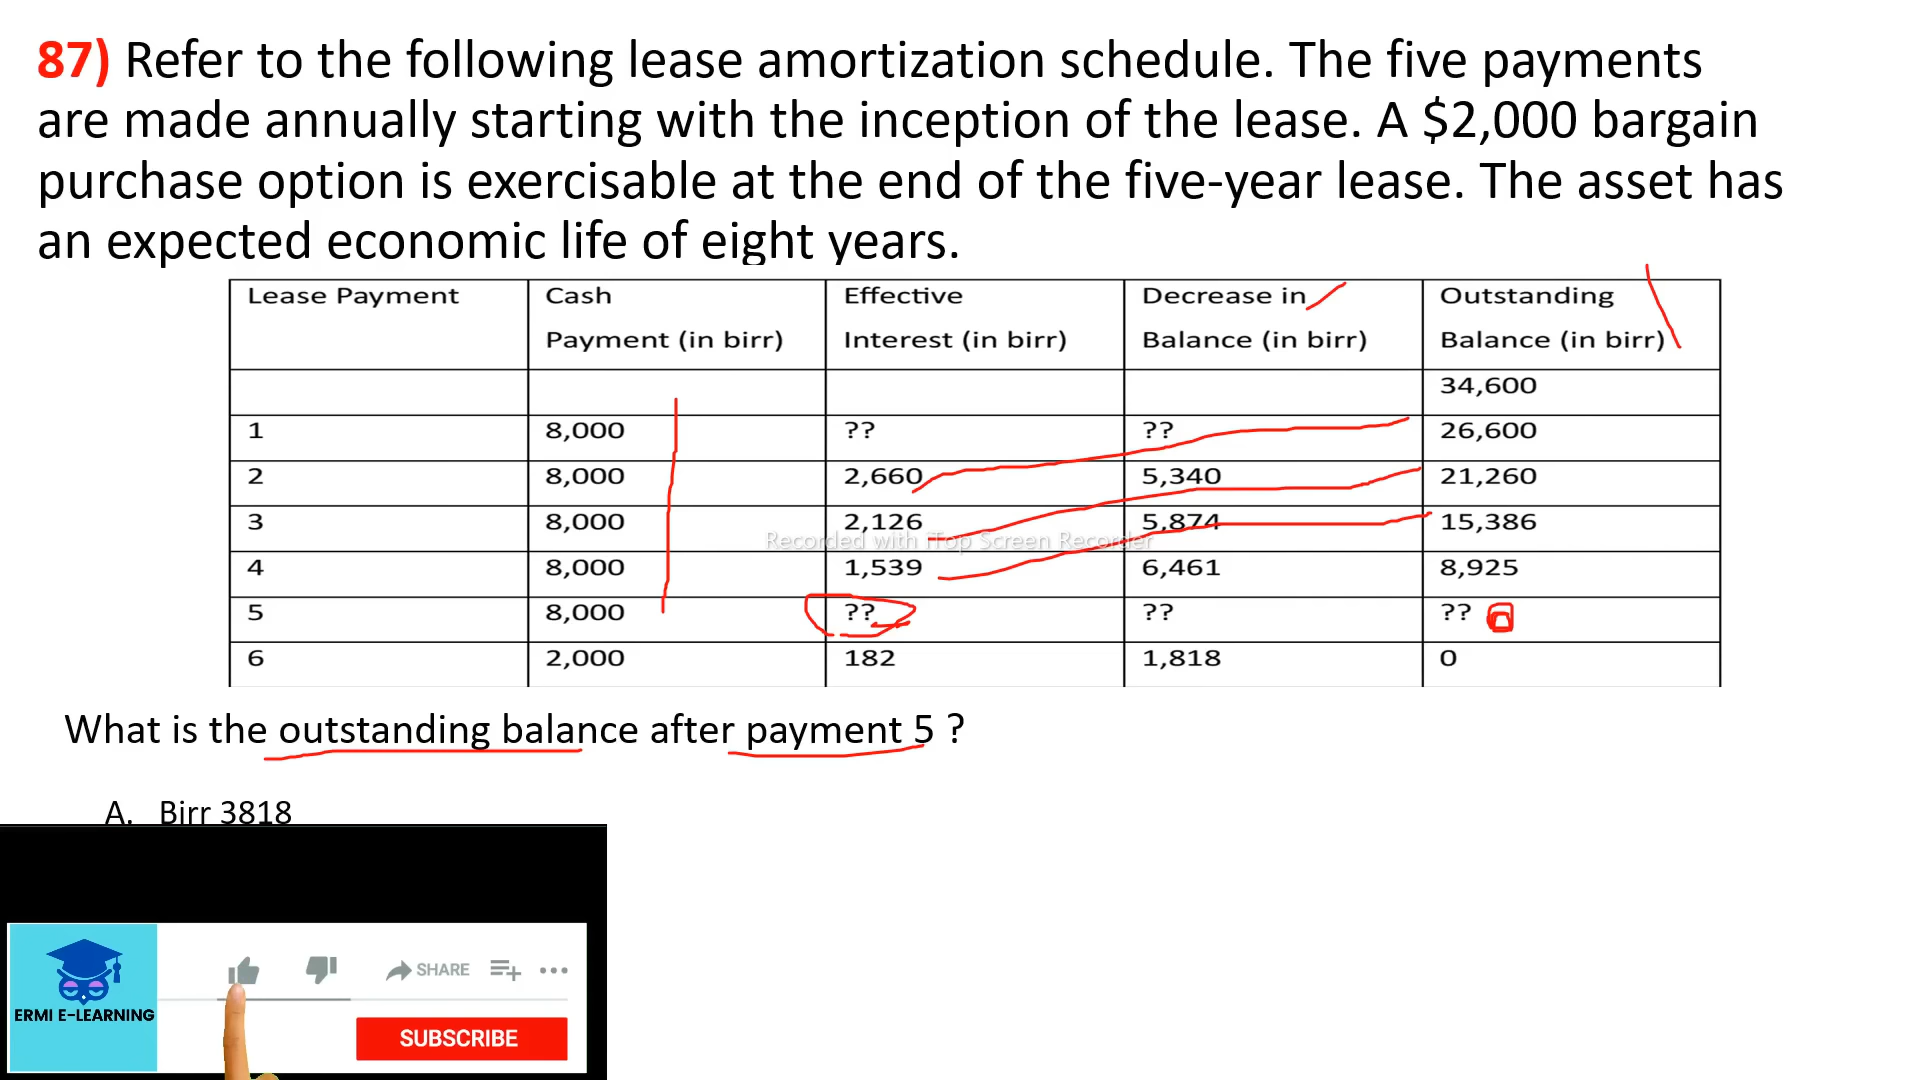 87) Refer to the following lease amortization schedule. The five payments
are made annually starting with the inception of the lease. A $2,000 bargain
purchase option is exercisable at the end of the five-year lease. The asset has
an expected economic life of eight years.
Lease Payment Cash Payment (in birr) Effective Interest (in birr) Decrease in Balance (in birr) Outstanding Balance (in birr)
34,600
1 8,000 ?? ?? 26,600
2 8,000 2,660 5,340 21,260
3 8,000 2,126 5,874 15,386
Recorded with iTop Screen Recorder
4 8,000 1,539 6,461 8,925
5 8,000 ?? ?? ??
6 2,000 182 1,818 0
What is the outstanding balance after payment 5 ?
A. Birr 3818
SHARE
ERMI E-LEARNING
SUBSCRIBE